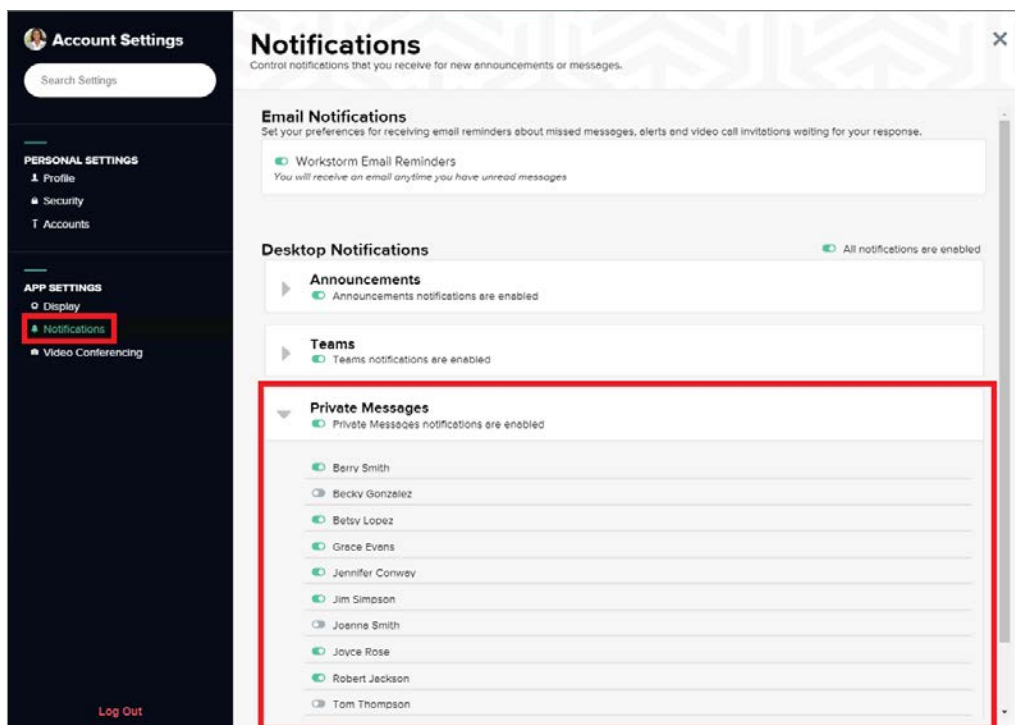 Account Settings
Search Settings
PERSONAL SETTINGS
Profile
Security
Accounts
APP SETTINGS
Display
Notifications
Video Conferencing
Log Out
Notifications
Control notifications that you receive for new announcements or messages.
Email Notifications
Set your preferences for receiving email reminders about missed messages, alerts and video call invitations waiting for your response.
Workstorm Email Reminders
You will receive an email anytime you have unread messages
Desktop Notifications
All notifications are enabled
Announcements
Announcements notifications are enabled
Teams
Teams notifications are enabled
Private Messages
Private Messages notifications are enabled
Barry Smith
Becky Gonzalez
Betsy Lopez
Grace Evans
Jennifer Conway
Jim Simpson
Joanna Smith
Joyce Rose
Robert Jackson
Tom Thompson